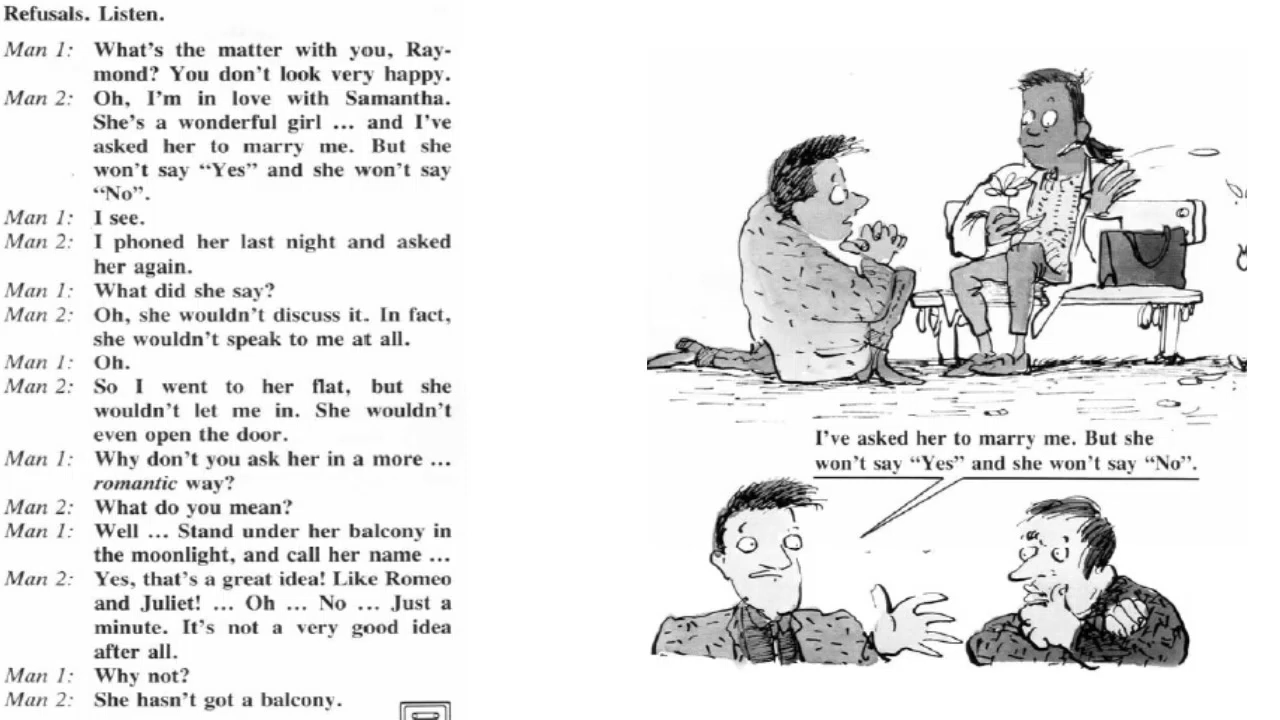 Refusals. Listen.
Man 1: What's the matter with you, Ray-
mond? You don't look very happy.
Man 2: Oh, I'm in love with Samantha.
She's a wonderful girl ... and I've
asked her to marry me. But she
won't say “Yes” and she won't say
“No”.
Man 1: I see.
Man 2: I phoned her last night and asked
her again.
Man 1: What did she say?
Man 2: Oh, she wouldn't discuss it. In fact,
she wouldn't speak to me at all.
Man 1: Oh.
Man 2: So I went to her flat, but she
wouldn't let me in. She wouldn't
even open the door.
Man 1: Why don't you ask her in a more ...
romantic way?
Man 2: What do you mean?
Man 1: Well ... Stand under her balcony in
the moonlight, and call her name ...
Man 2: Yes, that's a great idea! Like Romeo
and Juliet! ... Oh ... No ... Just a
minute. It's not a very good idea
after all.
Man 1: Why not?
Man 2: She hasn't got a balcony.
I've asked her to marry me. But she
won't say “Yes” and she won't say “No”.